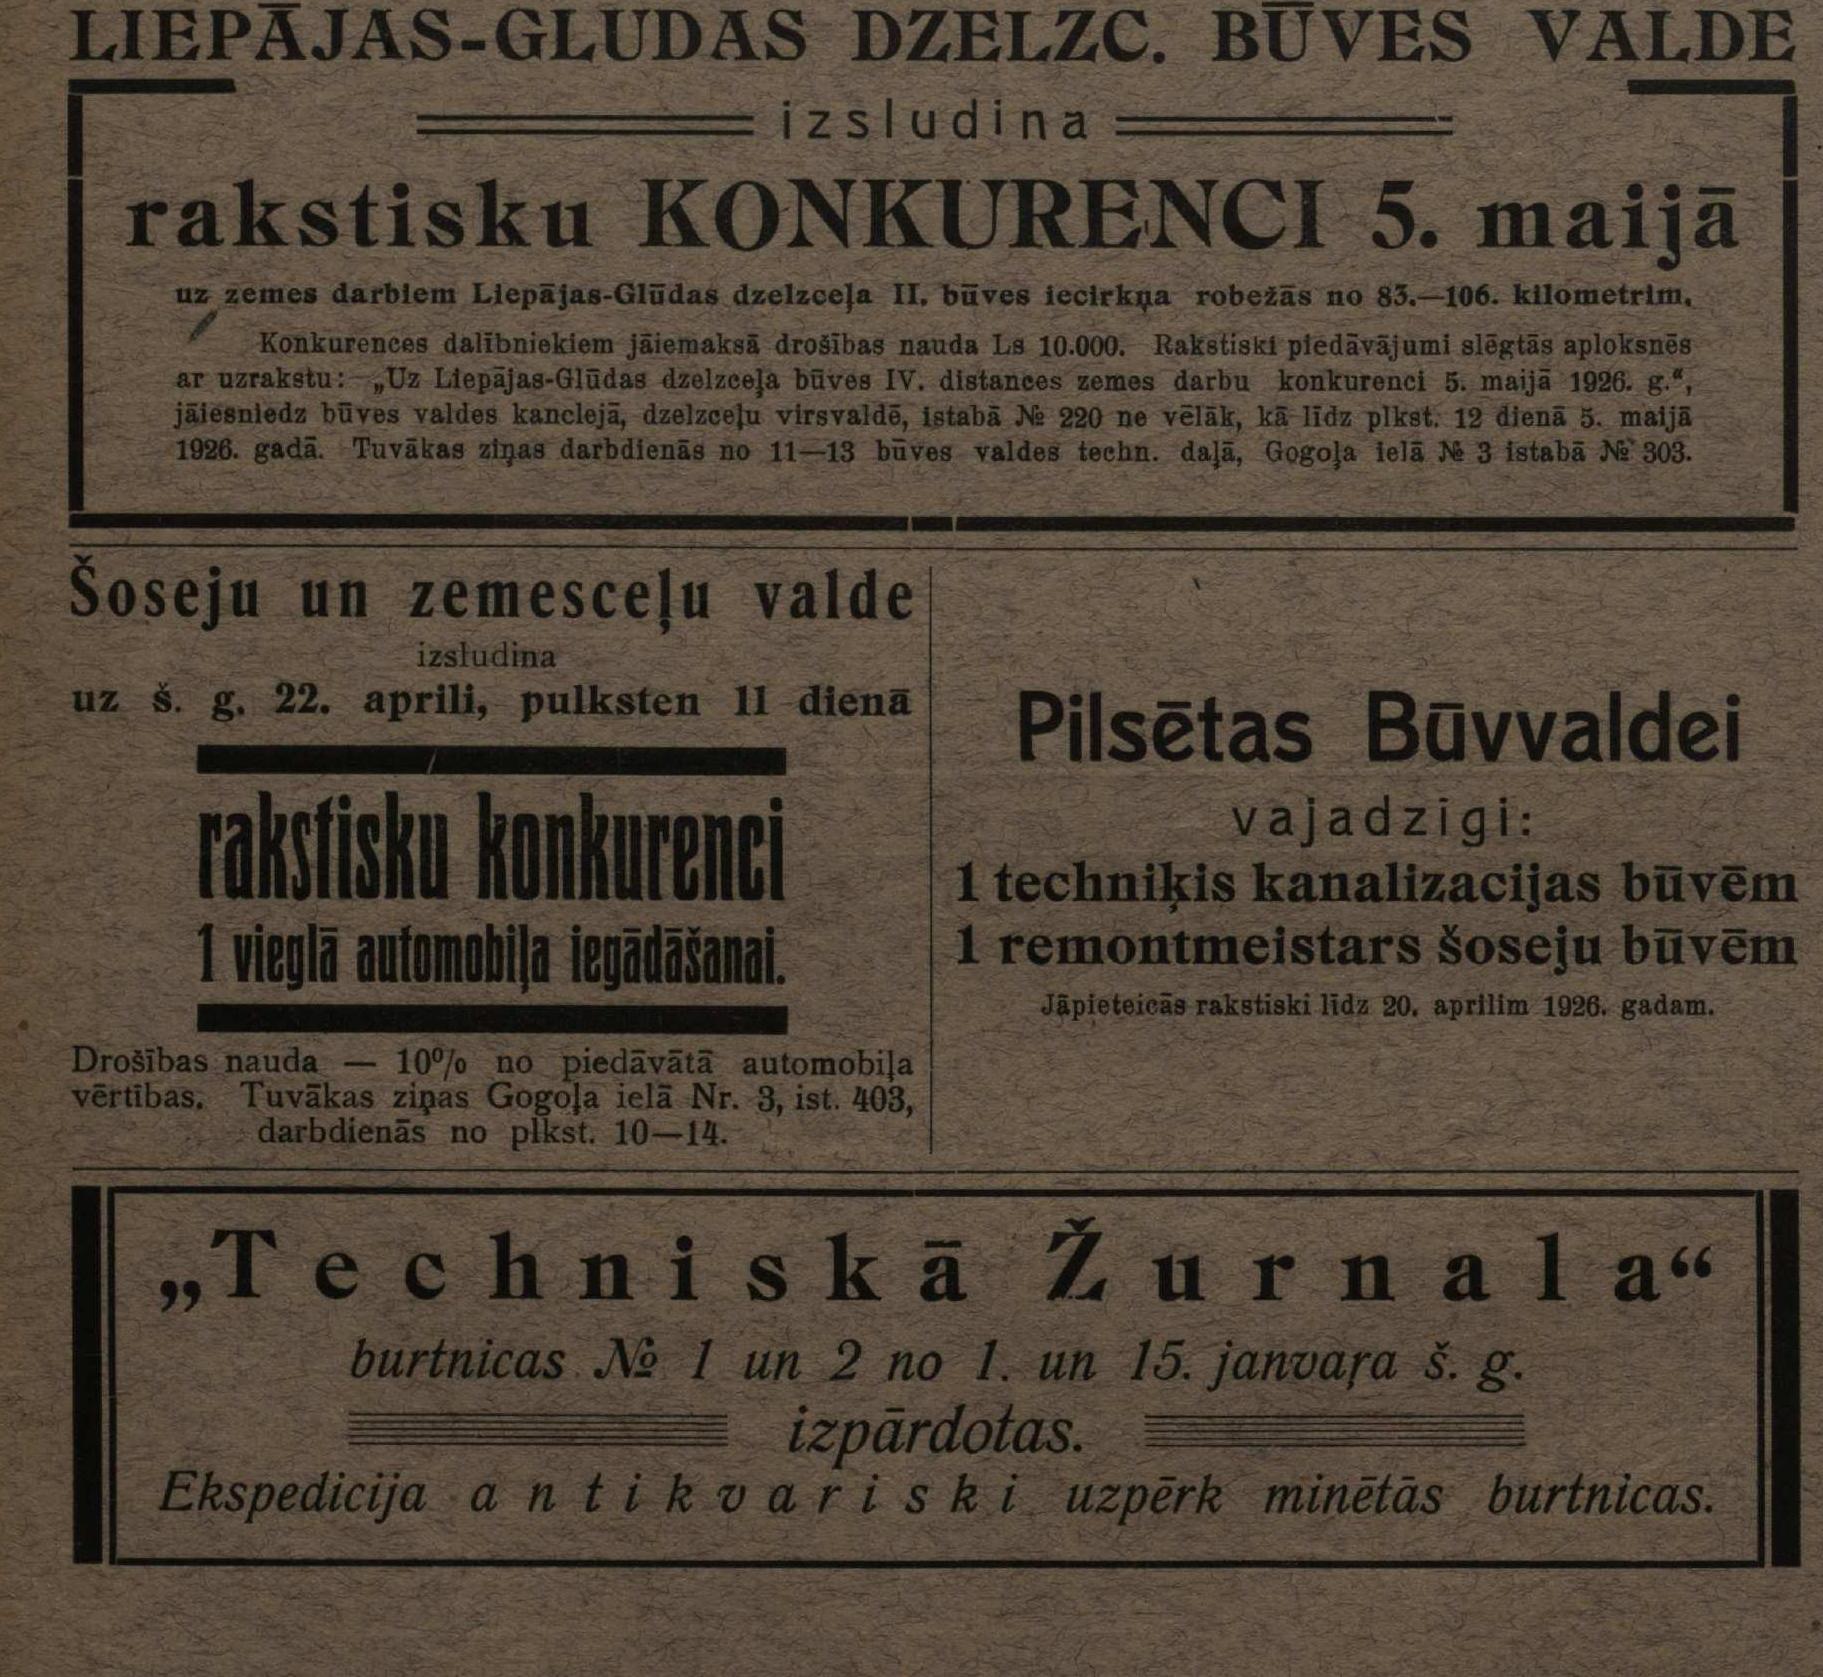 LIEPĀJAS-GLŪDAS DZELZC. BŪVES VALDE
izsludina
rakstisku KONKURENCI 5. maijā
uz zemes darbiem Liepājas-Glūdas dzelzceļa II. būves iecirkņa robežās no 83.—106. kilometrim.
Konkurences dalībniekiem jāiemaksā drošības nauda Ls 10.000. Rakstiski piedāvājumi slēgtās aploksnēs
ar uzrakstu: „Uz Liepājas-Glūdas dzelzceļa būves IV. distances zemes darbu konkurenci 5. maijā 1926. g.“,
jāiesniedz būves valdes kanclejā, dzelzceļu virsvaldē, istabā № 220 ne vēlāk, kā līdz plkst. 12 dienā 5. maijā
1926. gadā. Tuvākas ziņas darbdienās no 11—13 būves valdes techn. daļā, Gogoļa ielā № 3 istabā № 303.
Šoseju un zemesceļu valde
izsludina
uz š. g. 22. aprili, pulksten 11 dienā
rakstisku konkurenci
1 vieglā automobiļa iegādāšanai.
Drošības nauda — 10% no piedāvātā automobiļa
vērtības. Tuvākas ziņas Gogoļa ielā Nr. 3, ist. 403,
darbdienās no plkst. 10—14.
Pilsētas Būvvaldei
vajadzīgi:
1 techniķis kanalizacijas būvēm
1 remontmeistars šoseju būvēm
Jāpieteicās rakstiski līdz 20. aprilim 1926. gadam.
„Techniskā Žurnala“
burtnicas № 1 un 2 no 1. un 15. janvaŗa š. g.
izpārdotas.
Ekspedicija antikvariski uzpērk minētās burtnicas.